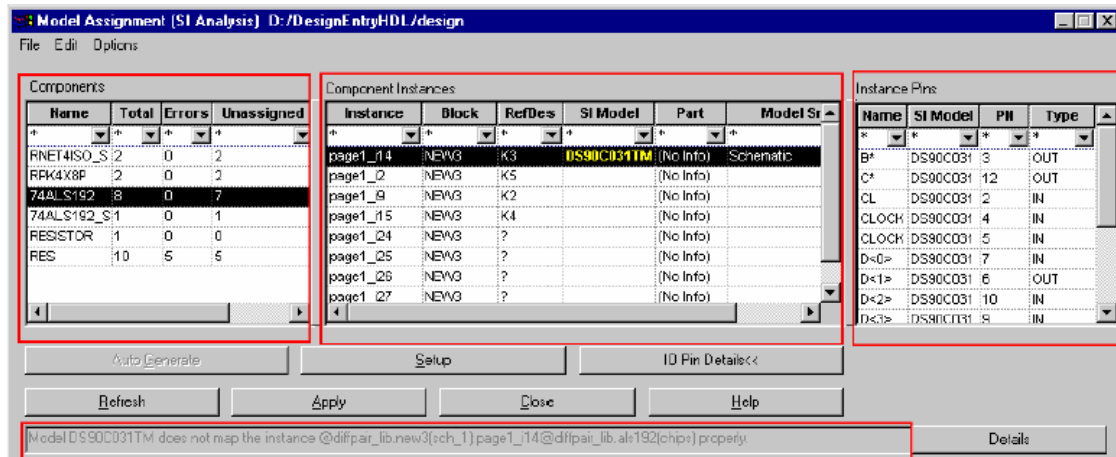 Model Assignment (SI Analysis) D:/DesignEntryHDL/design
File Edit Options
Components
Name Total Errors Unassigned
* * * *
RNET4ISO_S 2 0 2
RPK4X8P 2 0 2
74ALS192 8 0 7
74ALS192_S 1 0 1
RESISTOR 1 0 0
RES 10 5 5
Component Instances
Instance Block RefDes SI Model Part Model Sr
* * * * * *
page1_i14 NEW3 K3 DS90C031TM (No Info) Schematic
page1_i2 NEW3 K5 (No Info)
page1_i9 NEW3 K2 (No Info)
page1_i15 NEW3 K4 (No Info)
page1_i24 NEW3 ? (No Info)
page1_i25 NEW3 ? (No Info)
page1_i26 NEW3 ? (No Info)
page1_i27 NEW3 ? (No Info)
Instance Pins
Name SI Model PN Type
* * * *
B* DS90C031 3 OUT
C* DS90C031 12 OUT
CL DS90C031 2 IN
CLOCK DS90C031 4 IN
CLOCK DS90C031 5 IN
D<0> DS90C031 7 IN
D<1> DS90C031 6 OUT
D<2> DS90C031 10 IN
D<3> DS90C031 9 IN
Auto Generate Setup IO Pin Details<<
Refresh Apply Close Help
Model DS90C031TM does not map the instance @diffpair_lib.new3(sch_1):page1_i14@diffpair_lib.als192(chips) properly.
Details